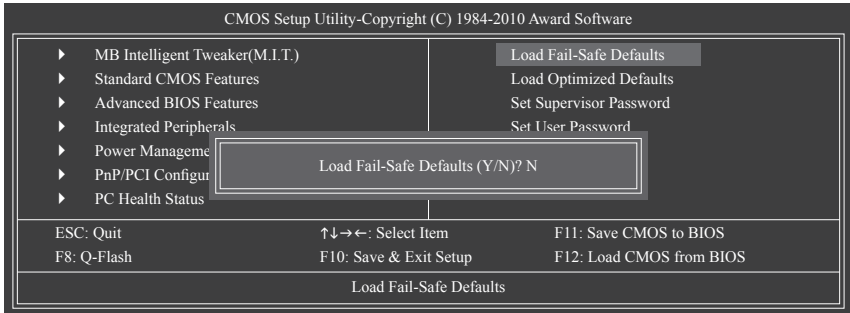 CMOS Setup Utility-Copyright (C) 1984-2010 Award Software
MB Intelligent Tweaker(M.I.T.)
Standard CMOS Features
Advanced BIOS Features
Integrated Peripherals
Power Manageme
PnP/PCI Configur
PC Health Status
Load Fail-Safe Defaults
Load Optimized Defaults
Set Supervisor Password
Set User Password
Load Fail-Safe Defaults (Y/N)? N
ESC: Quit
↑↓→←: Select Item
F11: Save CMOS to BIOS
F8: Q-Flash
F10: Save & Exit Setup
F12: Load CMOS from BIOS
Load Fail-Safe Defaults